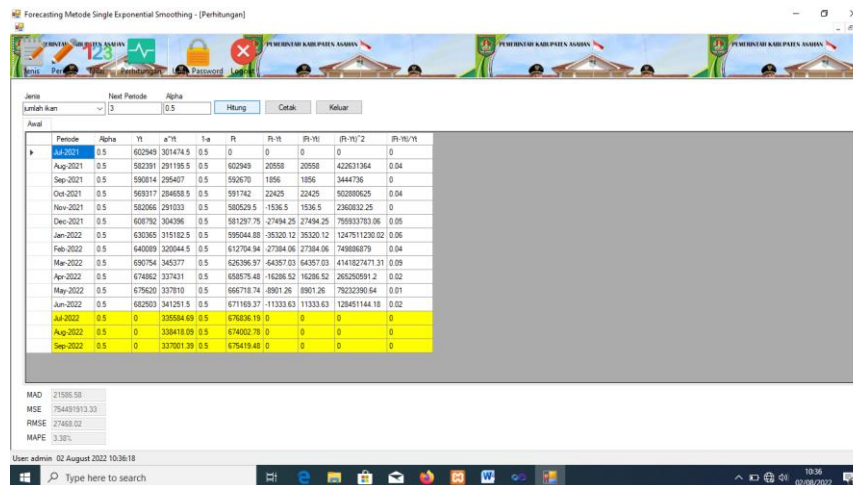 Forecasting Metode Single Exponential Smoothing - [Perhitungan]
PEMERINTAH KABUPATEN ASAHAN
PEMERINTAH KABUPATEN ASAHAN
PEMERINTAH KABUPATEN ASAHAN
PEMERINTAH KABUPATEN ASAHAN
123
Jenis Perhitungan Password Logout
Jenis Next Periode Alpha
jumlah ikan 3 0.5 Hitung Cetak Keluar
Awal
Periode Alpha Yt a*Yt 1-a Ft Ft-Yt |Ft-Yt| (Ft-Yt)^2 |Ft-Yt|/Yt
Jul-2021 0.5 602949 301474.5 0.5 0 0 0 0 0
Aug-2021 0.5 582391 291195.5 0.5 602949 20558 20558 422631364 0.04
Sep-2021 0.5 590814 295407 0.5 592670 1856 1856 3444736 0
Oct-2021 0.5 569317 284658.5 0.5 591742 22425 22425 502880625 0.04
Nov-2021 0.5 582066 291033 0.5 580529.5 -1536.5 1536.5 2360832.25 0
Dec-2021 0.5 608792 304396 0.5 581297.75 -27494.25 27494.25 755933783.06 0.05
Jan-2022 0.5 630365 315182.5 0.5 595044.88 -35320.12 35320.12 1247511230.02 0.06
Feb-2022 0.5 640089 320044.5 0.5 612704.94 -27384.06 27384.06 749886879 0.04
Mar-2022 0.5 690754 345377 0.5 626396.97 -64357.03 64357.03 4141827471.31 0.09
Apr-2022 0.5 674862 337431 0.5 658575.48 -16286.52 16286.52 265250591.2 0.02
May-2022 0.5 675620 337810 0.5 666718.74 -8901.26 8901.26 79232390.64 0.01
Jun-2022 0.5 682503 341251.5 0.5 671169.37 -11333.63 11333.63 128451144.18 0.02
Jul-2022 0.5 0 335584.69 0.5 676836.19 0 0 0 0
Aug-2022 0.5 0 338418.09 0.5 674002.78 0 0 0 0
Sep-2022 0.5 0 337001.39 0.5 675419.48 0 0 0 0
MAD 21586.58
MSE 754491913.33
RMSE 27468.02
MAPE 3.38%
User: admin 02 August 2022 10:36:18
Type here to search
10:36
02/08/2022